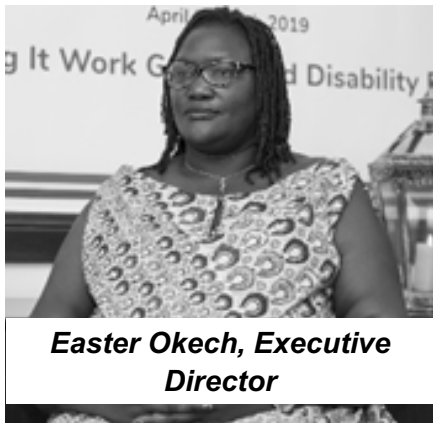 April 2019
g It Work G d Disability
Easter Okech, Executive
Director